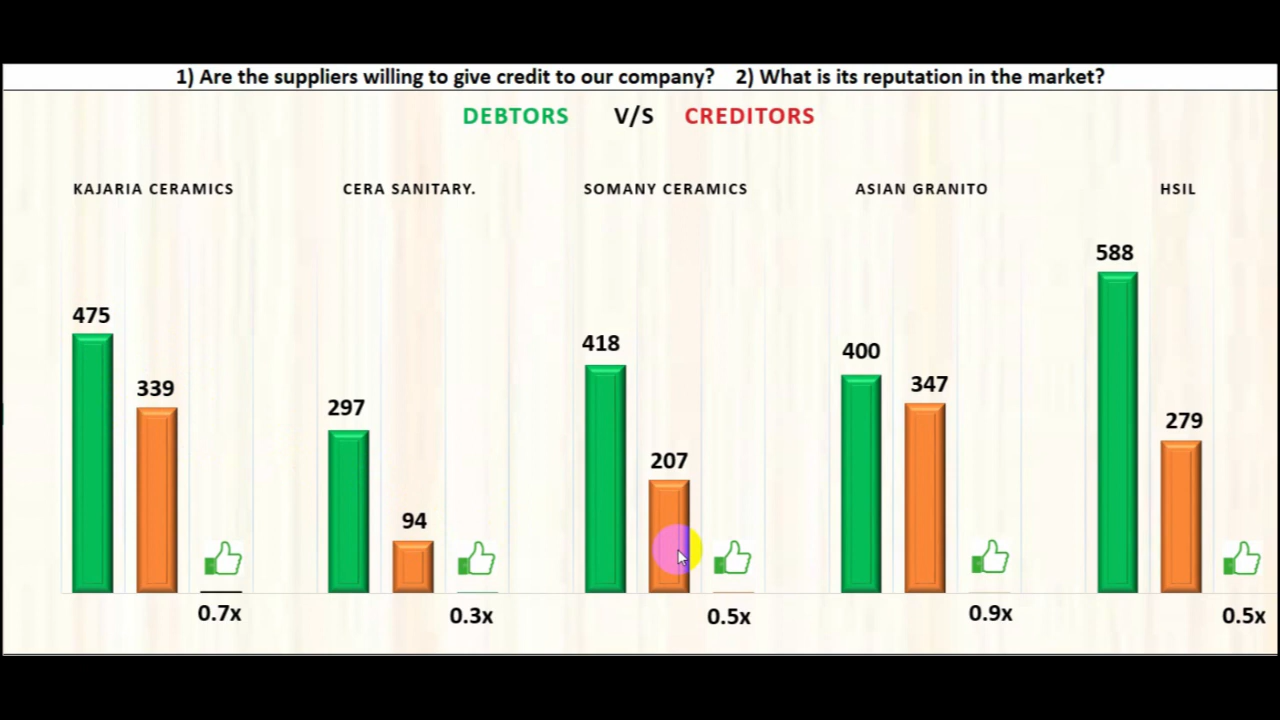 1) Are the suppliers willing to give credit to our company? 2) What is its reputation in the market?
DEBTORS V/S CREDITORS
KAJARIA CERAMICS CERA SANITARY. SOMANY CERAMICS ASIAN GRANITO HSIL
475 339 297 94 418 207 400 347 588 279
0.7x 0.3x 0.5x 0.9x 0.5x